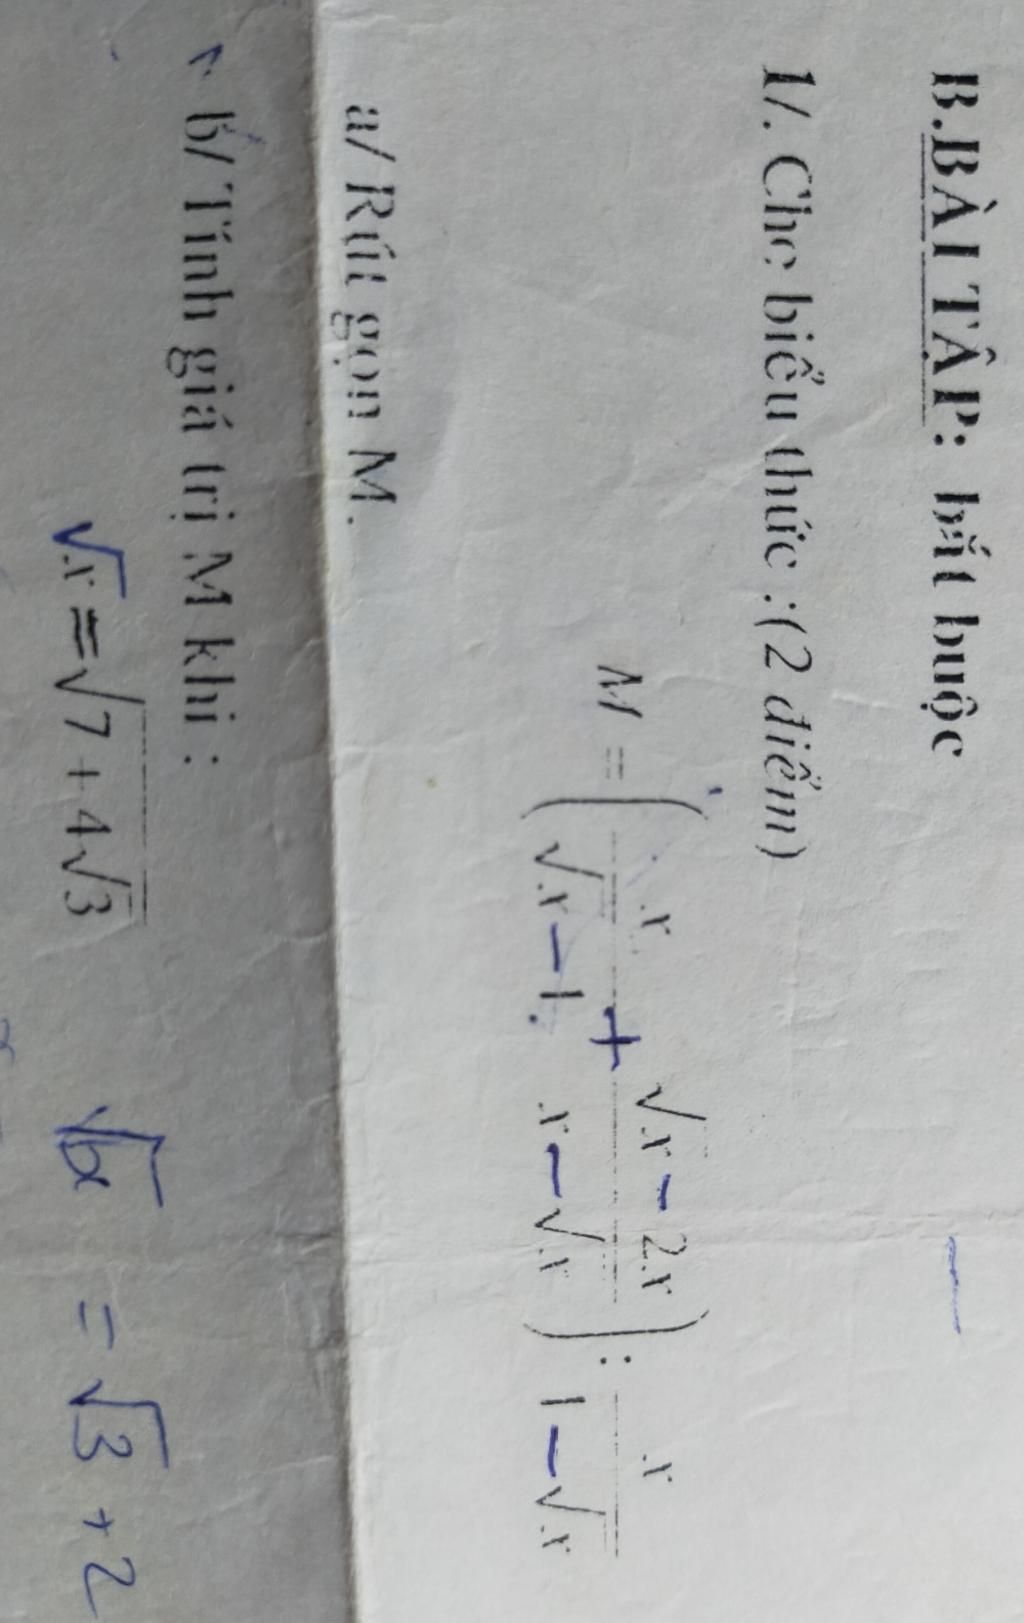 B.BÀI TẬP: bắt buộc
1/. Cho biểu thức :(2 điểm)
M = ( x / (√x − 1) + (√x − 2x) / (x − √x) ) : x / (1 − √x)
a/ Rút gọn M.
b/ Tính giá trị M khi :
√x = √(7 + 4√3) √x = √3 + 2